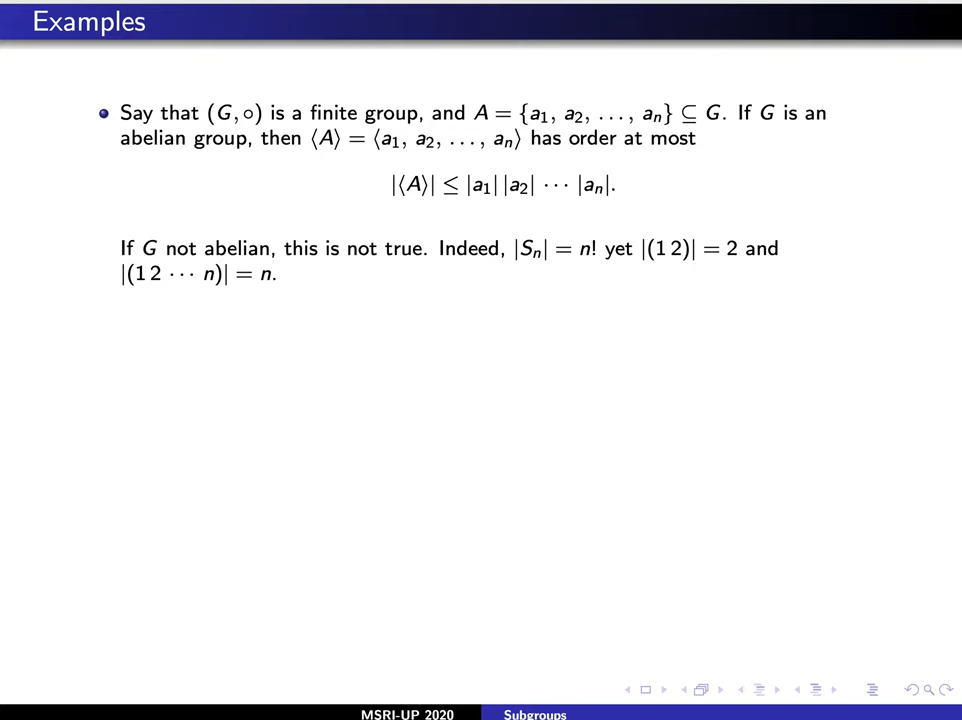 Examples
Say that (G, ∘) is a finite group, and A = {a₁, a₂, . . . , aₙ} ⊆ G. If G is an
abelian group, then ⟨A⟩ = ⟨a₁, a₂, . . . , aₙ⟩ has order at most
|⟨A⟩| ≤ |a₁| |a₂| ··· |aₙ|.
If G not abelian, this is not true. Indeed, |Sₙ| = n! yet |(1 2)| = 2 and
|(1 2 ··· n)| = n.
MSRI-UP 2020 Subgroups